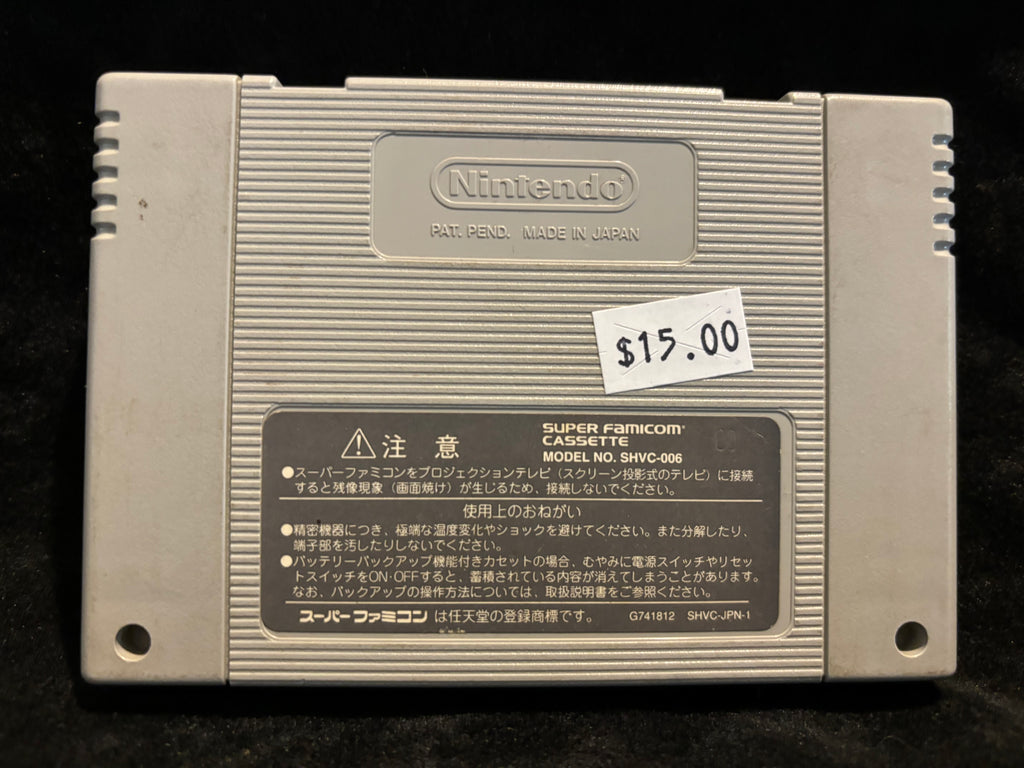 Nintendo®
PAT. PEND. MADE IN JAPAN
$15.00
注意
SUPER FAMICOM
CASSETTE
MODEL NO. SHVC-006
●スーパーファミコンをプロジェクションテレビ（スクリーン投影式のテレビ）に接続
すると残像現象（画面焼け）が生じるため、接続しないでください。
使用上のおねがい
●精密機器につき、極端な温度変化やショックを避けてください。また分解したり、
端子部を汚したりしないでください。
●バッテリーバックアップ機能付きカセットの場合、むやみに電源スイッチやリセッ
トスイッチをON・OFFすると、蓄積されている内容が消えてしまうことがあります。
なお、バックアップの操作方法については、取扱説明書をご参照ください。
スーパーファミコンは任天堂の登録商標です。 G741812 SHVC-JPN-1